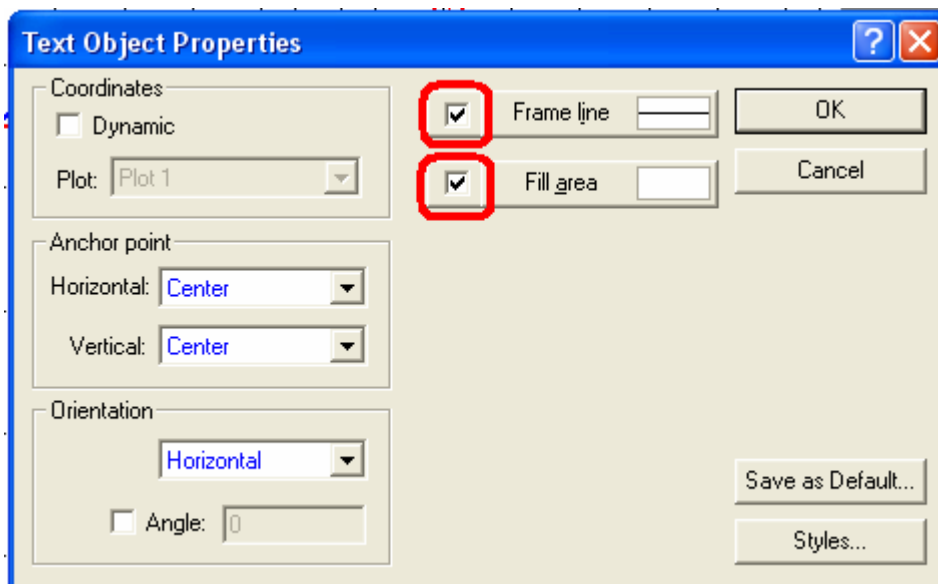 Text Object Properties
Coordinates
Dynamic
Plot: Plot 1
Anchor point
Horizontal: Center
Vertical: Center
Orientation
Horizontal
Angle: 0
Frame line
Fill area
OK
Cancel
Save as Default...
Styles...